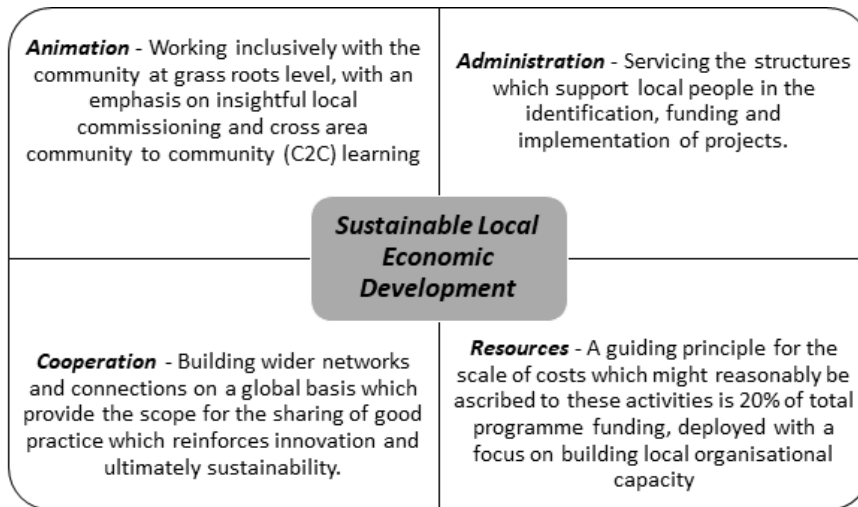 Animation - Working inclusively with the
community at grass roots level, with an
emphasis on insightful local
commissioning and cross area
community to community (C2C) learning
Administration - Servicing the structures
which support local people in the
identification, funding and
implementation of projects.
Sustainable Local
Economic
Development
Cooperation - Building wider networks
and connections on a global basis which
provide the scope for the sharing of good
practice which reinforces innovation and
ultimately sustainability.
Resources - A guiding principle for the
scale of costs which might reasonably be
ascribed to these activities is 20% of total
programme funding, deployed with a
focus on building local organisational
capacity